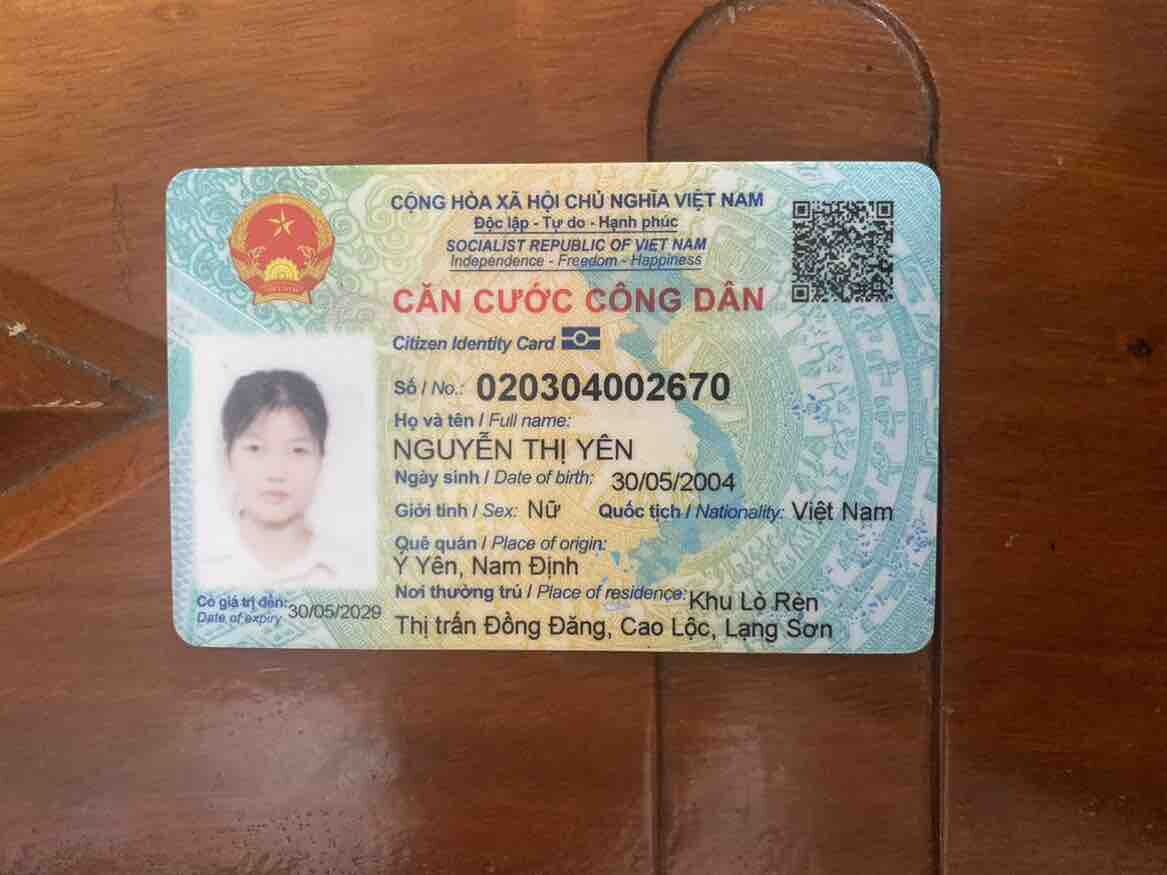 CỘNG HÒA XÃ HỘI CHỦ NGHĨA VIỆT NAM
Độc lập - Tự do - Hạnh phúc
SOCIALIST REPUBLIC OF VIET NAM
Independence - Freedom - Happiness
CĂN CƯỚC CÔNG DÂN
Citizen Identity Card
Số / No.: 020304002670
Họ và tên / Full name:
NGUYỄN THỊ YÊN
Ngày sinh / Date of birth: 30/05/2004
Giới tính / Sex: Nữ Quốc tịch / Nationality: Việt Nam
Quê quán / Place of origin:
Ý Yên, Nam Định
Nơi thường trú / Place of residence: Khu Lò Rèn
Thị trấn Đồng Đăng, Cao Lộc, Lạng Sơn
Có giá trị đến: 30/05/2029
Date of expiry